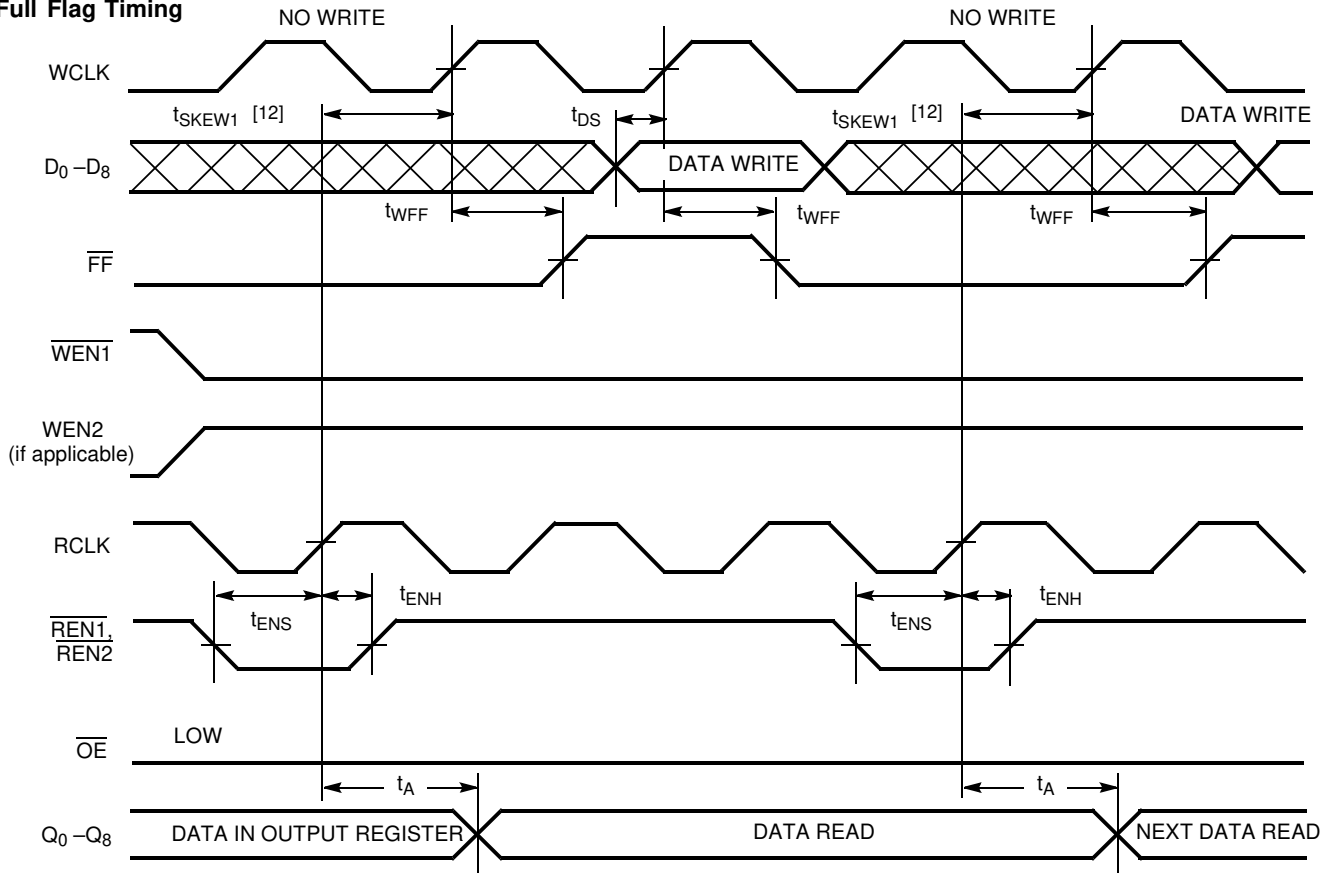 Full Flag Timing
NO WRITE
NO WRITE
WCLK
tSKEW1 [12]
tDS
tSKEW1 [12]
DATA WRITE
D0 –D8
DATA WRITE
tWFF
tWFF
tWFF
FF
WEN1
WEN2
(if applicable)
RCLK
tENS
tENH
tENS
tENH
REN1,
REN2
OE
LOW
tA
tA
Q0 –Q8
DATA IN OUTPUT REGISTER
DATA READ
NEXT DATA READ